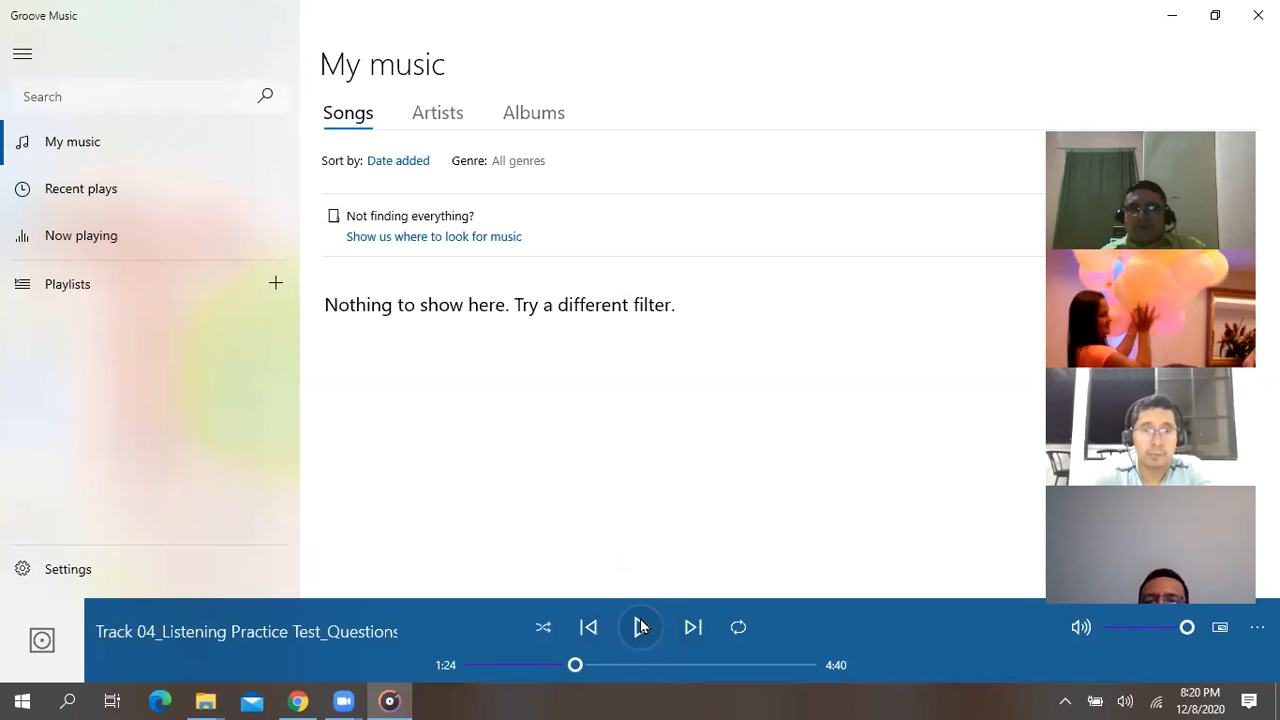 Groove Music
My music
Search
Songs Artists Albums
My music
Sort by: Date added Genre: All genres
Recent plays
Not finding everything?
Show us where to look for music
Now playing
Playlists
Nothing to show here. Try a different filter.
Settings
Track 04_Listening Practice Test_Questions
1:24
4:40
8:20 PM
12/8/2020